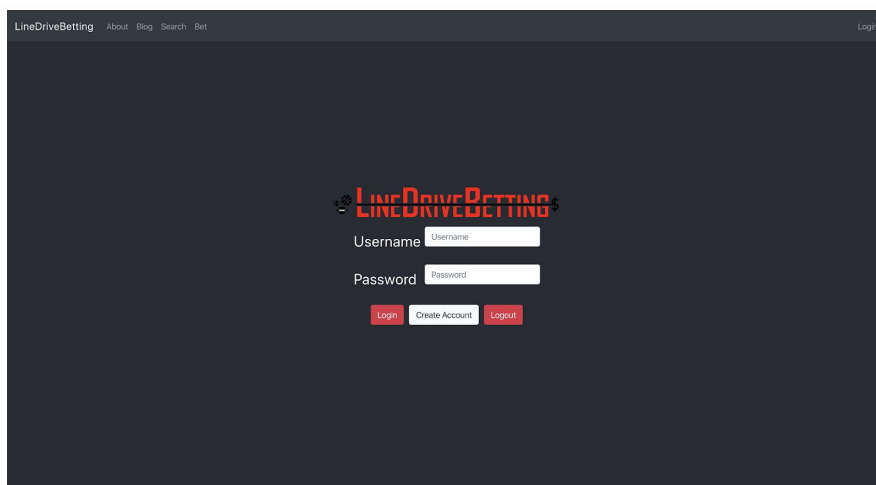 LineDriveBetting About Blog Search Bet Login
LINEDRIVEBETTING$
Username Username
Password Password
Login Create Account Logout